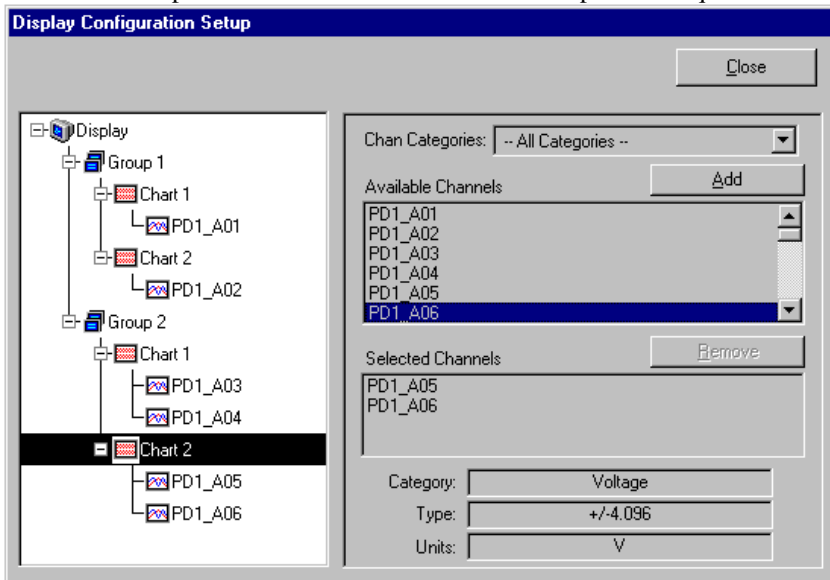 Display Configuration Setup
Close
Display
Group 1
Chart 1
PD1_A01
Chart 2
PD1_A02
Group 2
Chart 1
PD1_A03
PD1_A04
Chart 2
PD1_A05
PD1_A06
Chan Categories: -- All Categories --
Available Channels
Add
PD1_A01
PD1_A02
PD1_A03
PD1_A04
PD1_A05
PD1_A06
Selected Channels
Remove
PD1_A05
PD1_A06
Category: Voltage
Type: +/-4.096
Units: V